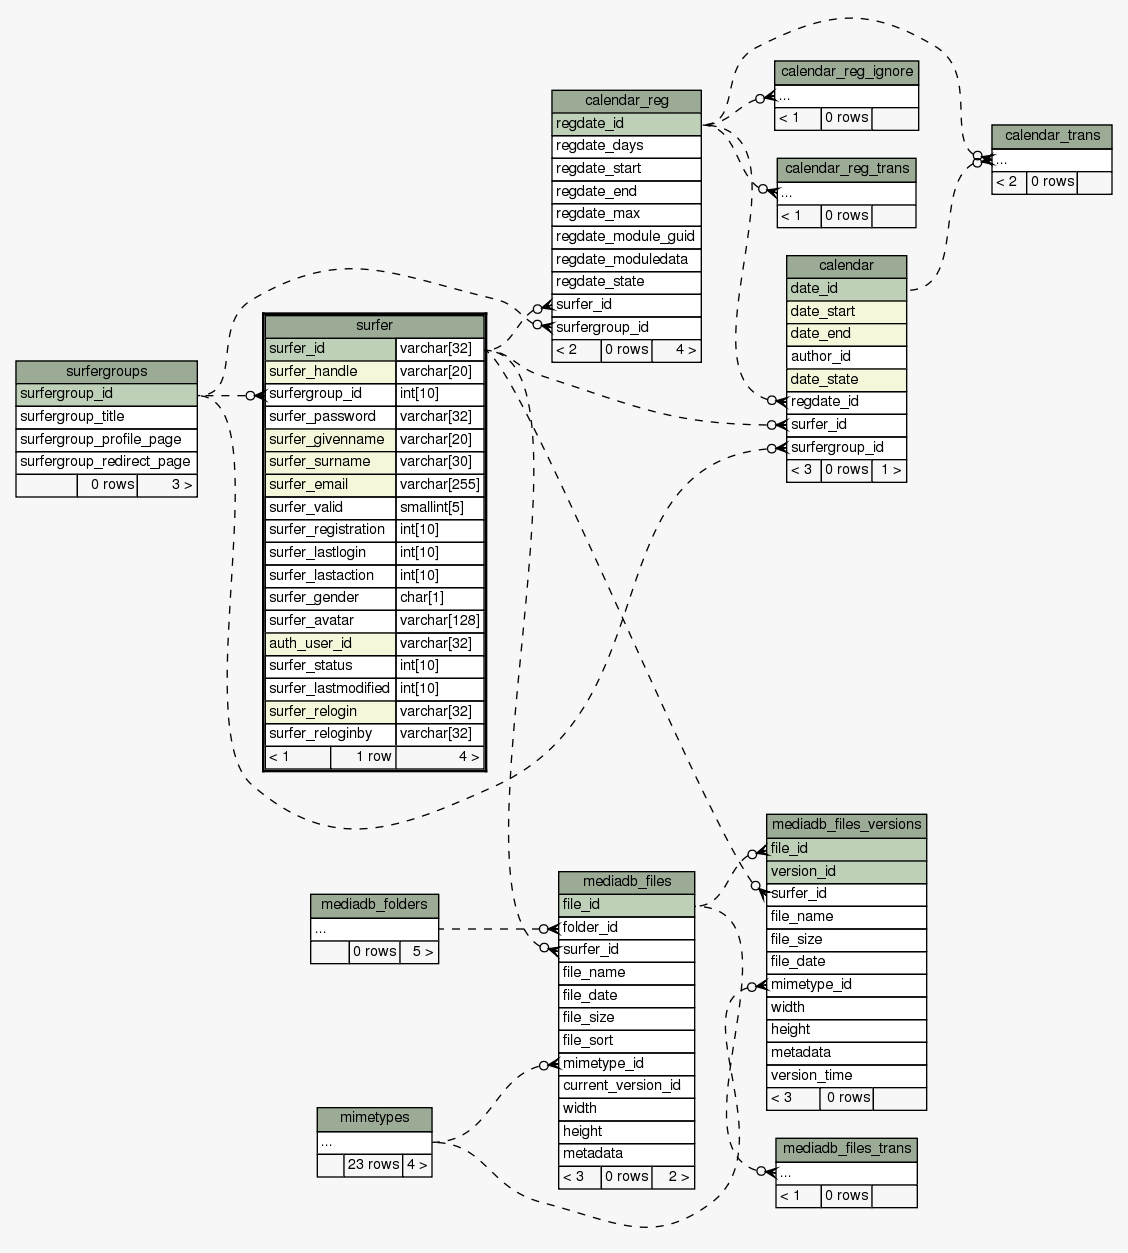 calendar_reg_ignore
...
< 1 0 rows
calendar_reg
regdate_id
regdate_days
regdate_start
regdate_end
regdate_max
regdate_module_guid
regdate_moduledata
regdate_state
surfer_id
surfergroup_id
< 2 0 rows 4 >
calendar_trans
...
< 2 0 rows
calendar_reg_trans
...
< 1 0 rows
calendar
date_id
date_start
date_end
author_id
date_state
regdate_id
surfer_id
surfergroup_id
< 3 0 rows 1 >
surfer
surfer_id varchar[32]
surfer_handle varchar[20]
surfergroup_id int[10]
surfer_password varchar[32]
surfer_givenname varchar[20]
surfer_surname varchar[30]
surfer_email varchar[255]
surfer_valid smallint[5]
surfer_registration int[10]
surfer_lastlogin int[10]
surfer_lastaction int[10]
surfer_gender char[1]
surfer_avatar varchar[128]
auth_user_id varchar[32]
surfer_status int[10]
surfer_lastmodified int[10]
surfer_relogin varchar[32]
surfer_reloginby varchar[32]
< 1 1 row 4 >
surfergroups
surfergroup_id
surfergroup_title
surfergroup_profile_page
surfergroup_redirect_page
0 rows 3 >
mediadb_files_versions
file_id
version_id
surfer_id
file_name
file_size
file_date
mimetype_id
width
height
metadata
version_time
< 3 0 rows
mediadb_files
file_id
folder_id
surfer_id
file_name
file_date
file_size
file_sort
mimetype_id
current_version_id
width
height
metadata
< 3 0 rows 2 >
mediadb_folders
...
0 rows 5 >
mimetypes
...
23 rows 4 >
mediadb_files_trans
...
< 1 0 rows